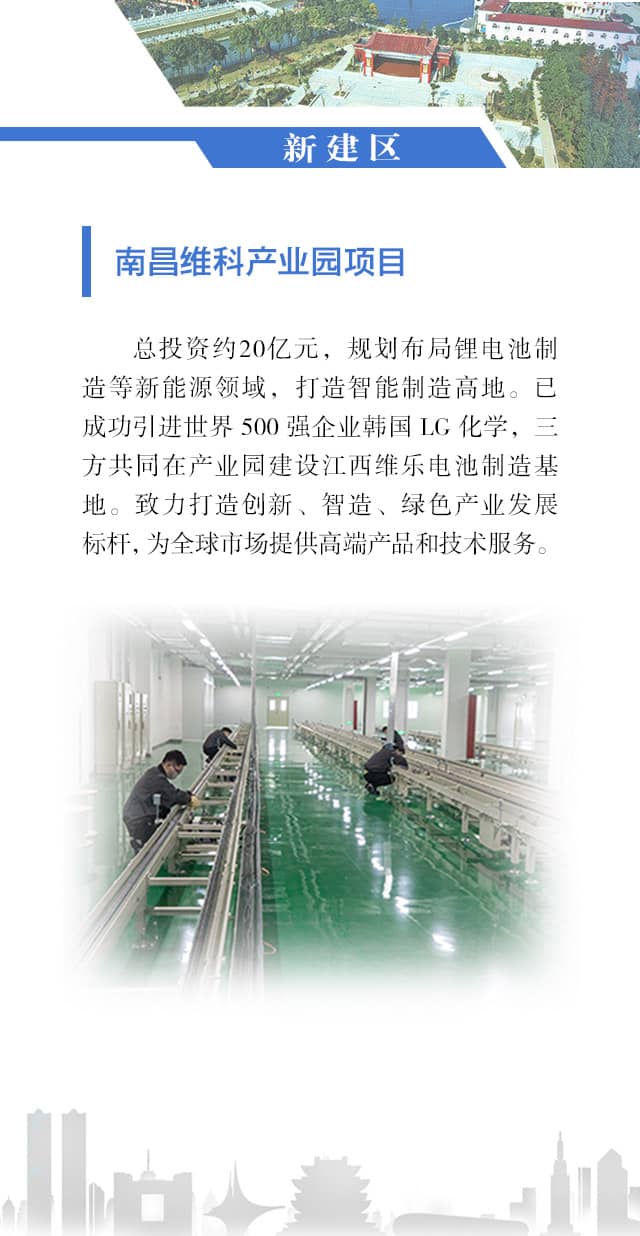 新建区
南昌维科产业园项目
总投资约20亿元，规划布局锂电池制
造等新能源领域，打造智能制造高地。已
成功引进世界 500 强企业韩国 LG 化学，三
方共同在产业园建设江西维乐电池制造基
地。致力打造创新、智造、绿色产业发展
标杆，为全球市场提供高端产品和技术服务。